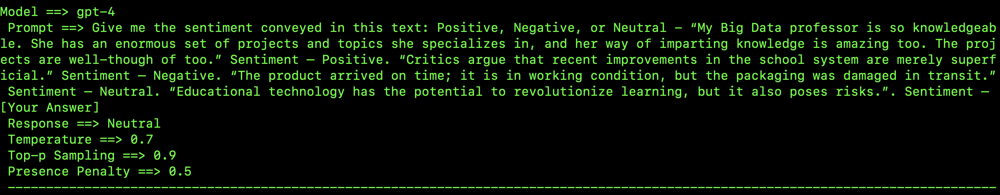 Model ==> gpt-4
Prompt ==> Give me the sentiment conveyed in this text: Positive, Negative, or Neutral - “My Big Data professor is so knowledgeab
le. She has an enormous set of projects and topics she specializes in, and her way of imparting knowledge is amazing too. The proj
ects are well-though of too.” Sentiment – Positive. “Critics argue that recent improvements in the school system are merely superf
icial.” Sentiment – Negative. “The product arrived on time; it is in working condition, but the packaging was damaged in transit.”
Sentiment – Neutral. “Educational technology has the potential to revolutionize learning, but it also poses risks.”. Sentiment –
[Your Answer]
Response ==> Neutral
Temperature ==> 0.7
Top-p Sampling ==> 0.9
Presence Penalty ==> 0.5
----------------------------------------------------------------------------------------------------------------------------------